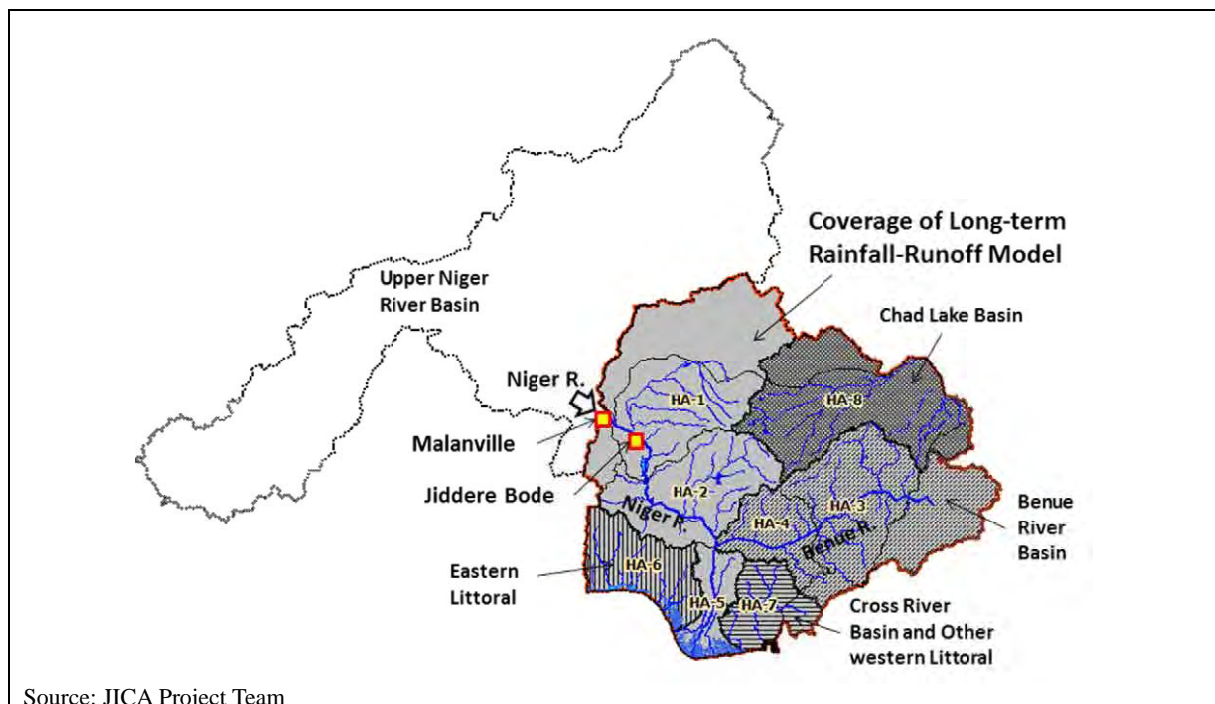 Coverage of Long-term
Rainfall-Runoff Model
Upper Niger
River Basin
Chad Lake Basin
Niger R.
HA-1
HA-8
Malanville
Jiddere Bode
HA-2
HA-3
Niger R.
HA-4
Benue R.
Benue
River
Basin
Eastern
Littoral
HA-6
HA-5
HA-7
Cross River
Basin and Other
western Littoral
Source: JICA Project Team